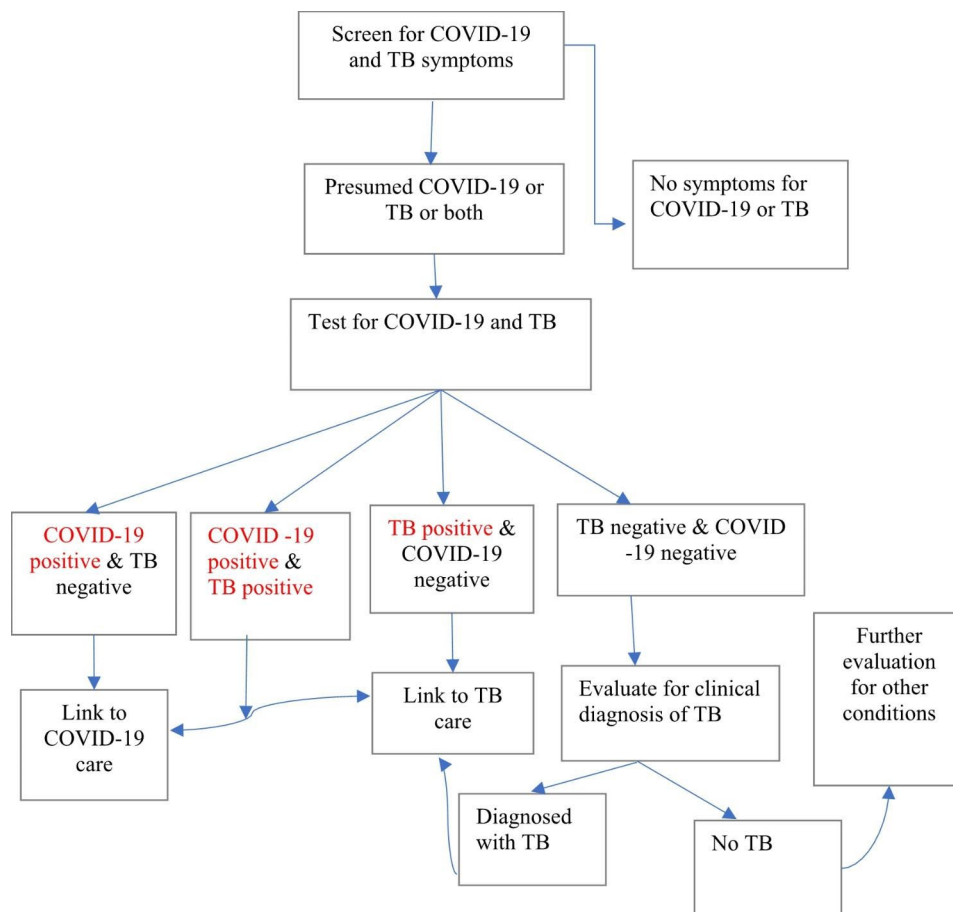 Screen for COVID-19
and TB symptoms
Presumed COVID-19 or
TB or both
No symptoms for
COVID-19 or TB
Test for COVID-19 and TB
COVID-19
positive & TB
negative
COVID -19
positive &
TB positive
TB positive &
COVID-19
negative
TB negative & COVID
-19 negative
Further
evaluation
for other
conditions
Link to
COVID-19
care
Link to TB
care
Evaluate for clinical
diagnosis of TB
Diagnosed
with TB
No TB